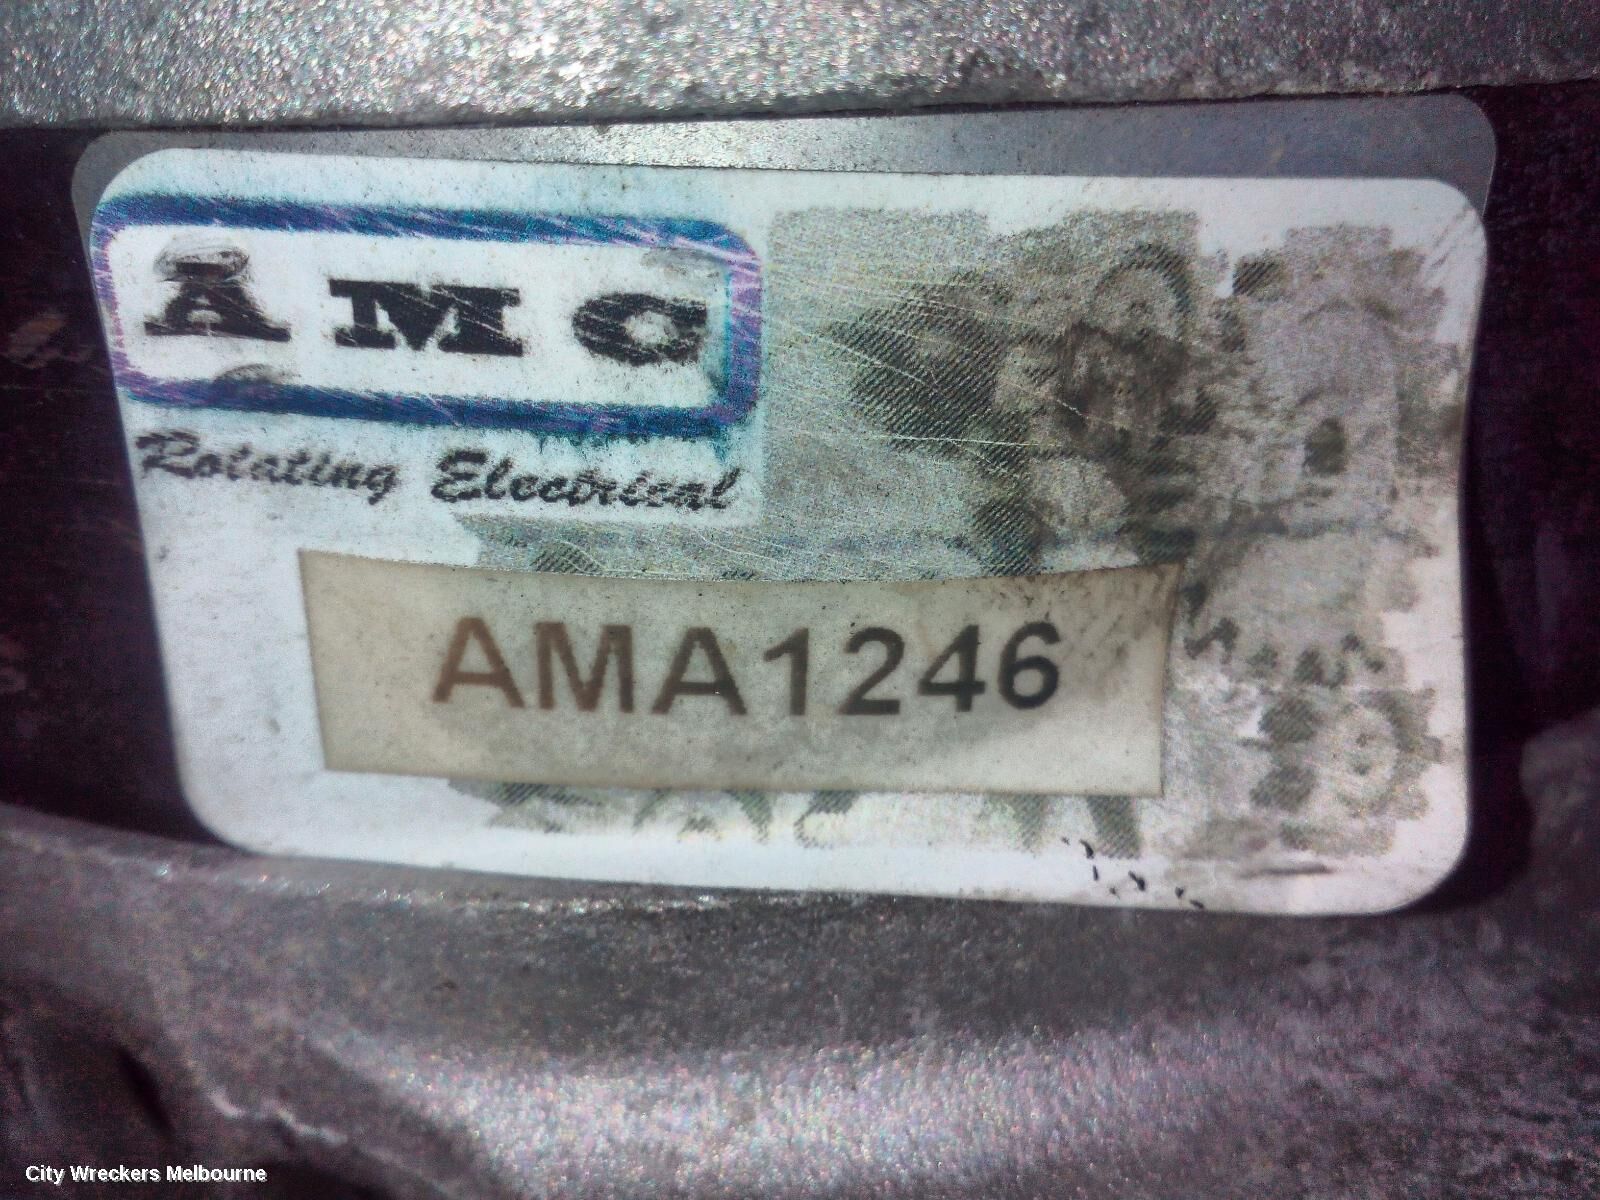 AMC
Rotating Electrical
AMA1246
City Wreckers Melbourne